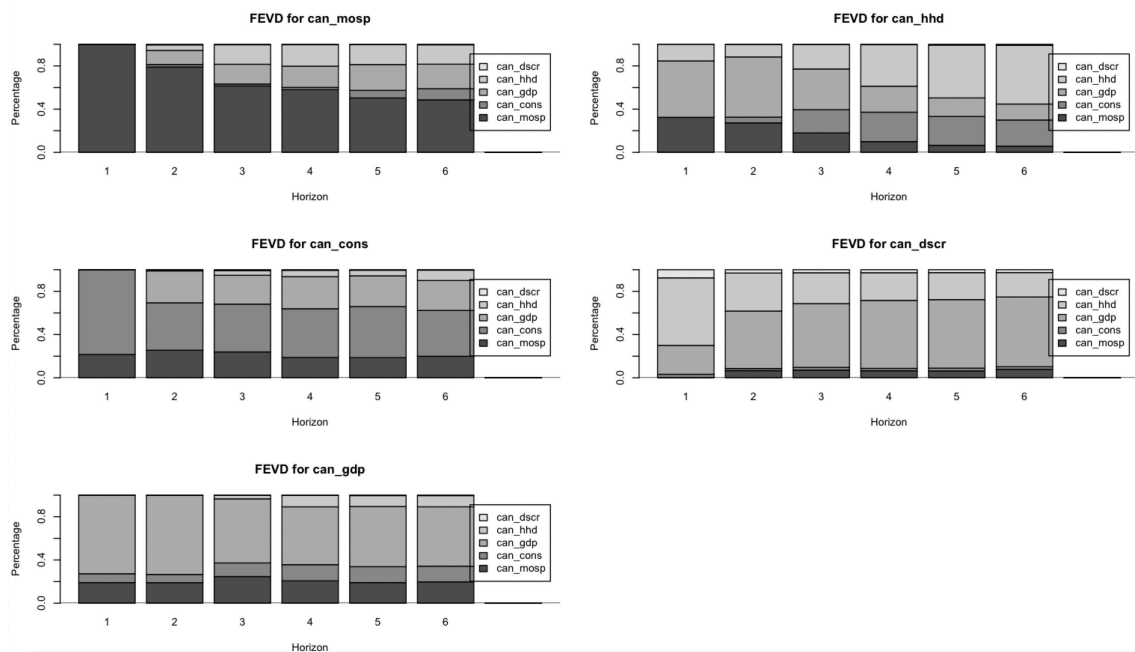 FEVD for can_mosp
Percentage
0.0 0.4 0.8
can_dscr
can_hhd
can_gdp
can_cons
can_mosp
1 2 3 4 5 6
Horizon
FEVD for can_hhd
Percentage
0.0 0.4 0.8
can_dscr
can_hhd
can_gdp
can_cons
can_mosp
1 2 3 4 5 6
Horizon
FEVD for can_cons
Percentage
0.0 0.4 0.8
can_dscr
can_hhd
can_gdp
can_cons
can_mosp
1 2 3 4 5 6
Horizon
FEVD for can_dscr
Percentage
0.0 0.4 0.8
can_dscr
can_hhd
can_gdp
can_cons
can_mosp
1 2 3 4 5 6
Horizon
FEVD for can_gdp
Percentage
0.0 0.4 0.8
can_dscr
can_hhd
can_gdp
can_cons
can_mosp
1 2 3 4 5 6
Horizon